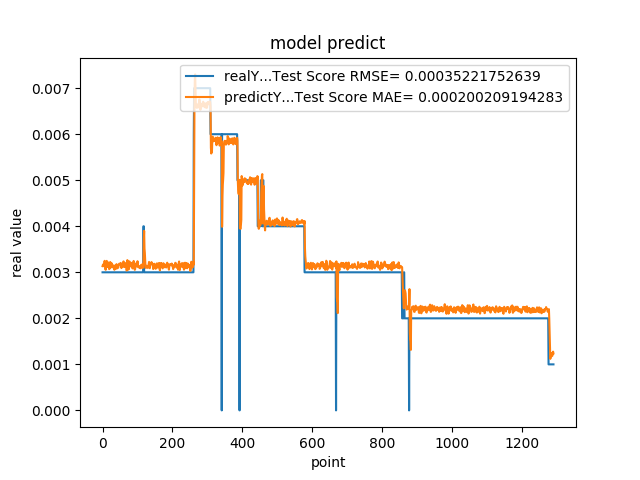 model predict
realY...Test Score RMSE= 0.00035221752639
predictY...Test Score MAE= 0.000200209194283
real value
0.007
0.006
0.005
0.004
0.003
0.002
0.001
0.000
0 200 400 600 800 1000 1200
point